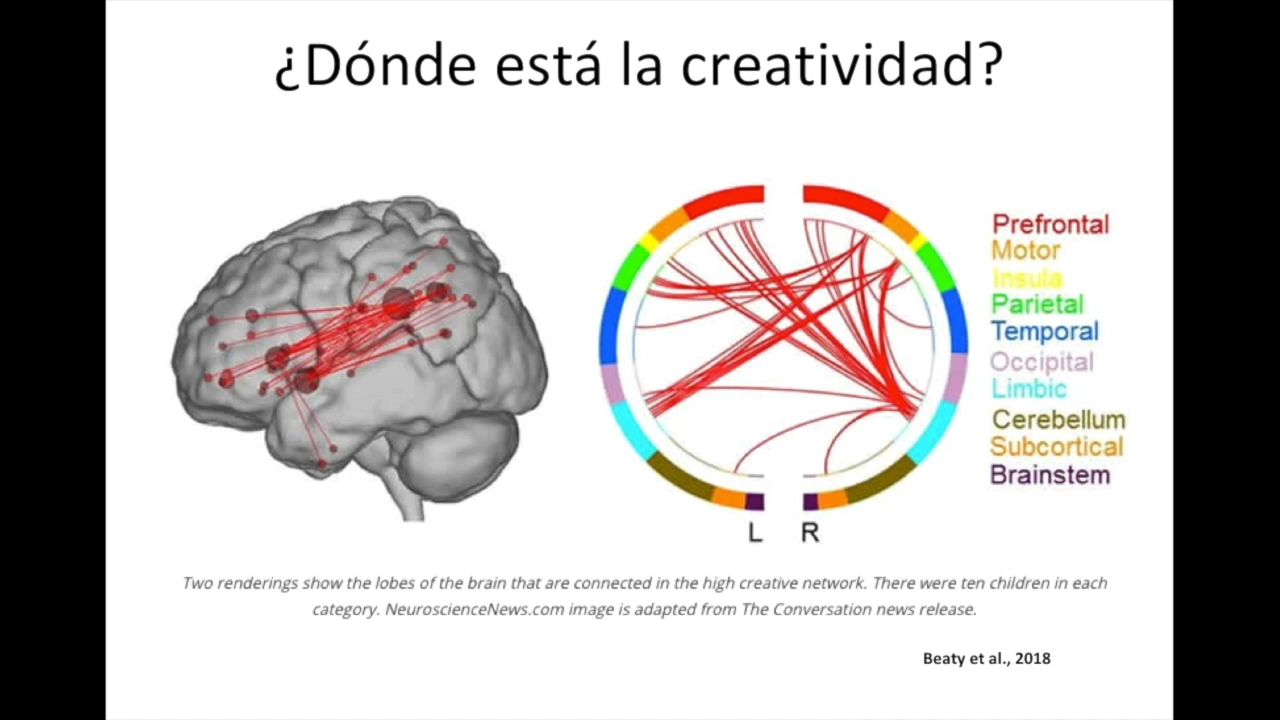 ¿Dónde está la creatividad?
Prefrontal
Motor
Insula
Parietal
Temporal
Occipital
Limbic
Cerebellum
Subcortical
Brainstem
L R
Two renderings show the lobes of the brain that are connected in the high creative network. There were ten children in each
category. NeuroscienceNews.com image is adapted from The Conversation news release.
Beaty et al., 2018